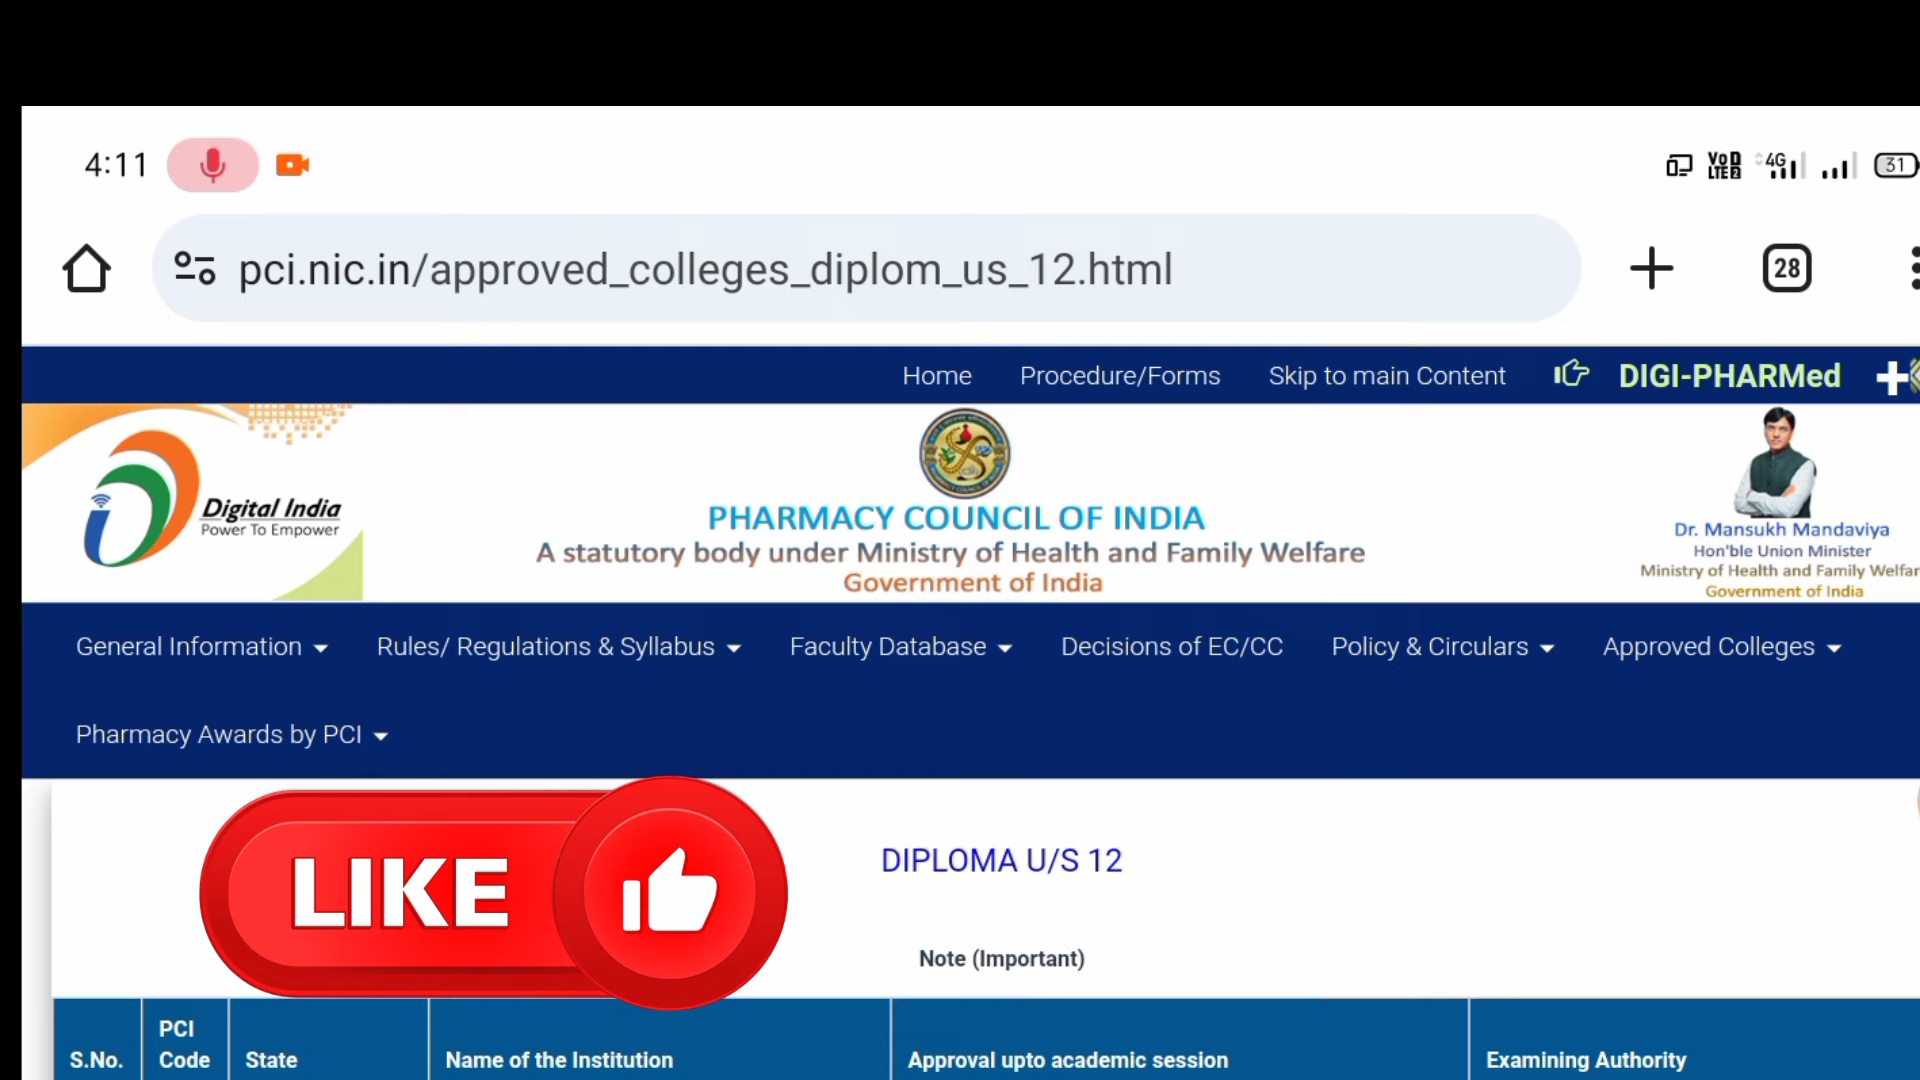 4:11
VoD LTE2 4G 31
pci.nic.in/approved_colleges_diplom_us_12.html
28
Home Procedure/Forms Skip to main Content DIGI-PHARMed
Digital India
Power To Empower
PHARMACY COUNCIL OF INDIA
A statutory body under Ministry of Health and Family Welfare
Government of India
Dr. Mansukh Mandaviya
Hon'ble Union Minister
Ministry of Health and Family Welfar
Government of India
General Information Rules/ Regulations & Syllabus Faculty Database Decisions of EC/CC Policy & Circulars Approved Colleges
Pharmacy Awards by PCI
LIKE
DIPLOMA U/S 12
Note (Important)
S.No. PCI Code State Name of the Institution Approval upto academic session Examining Authority